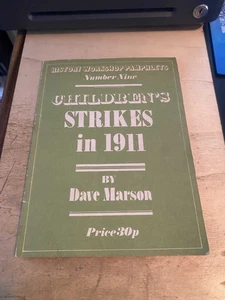 HISTORY WORKSHOP PAMPHLETS
Number Nine
CHILDREN'S
STRIKES
in 1911
BY
Dave Marson
Price 30p